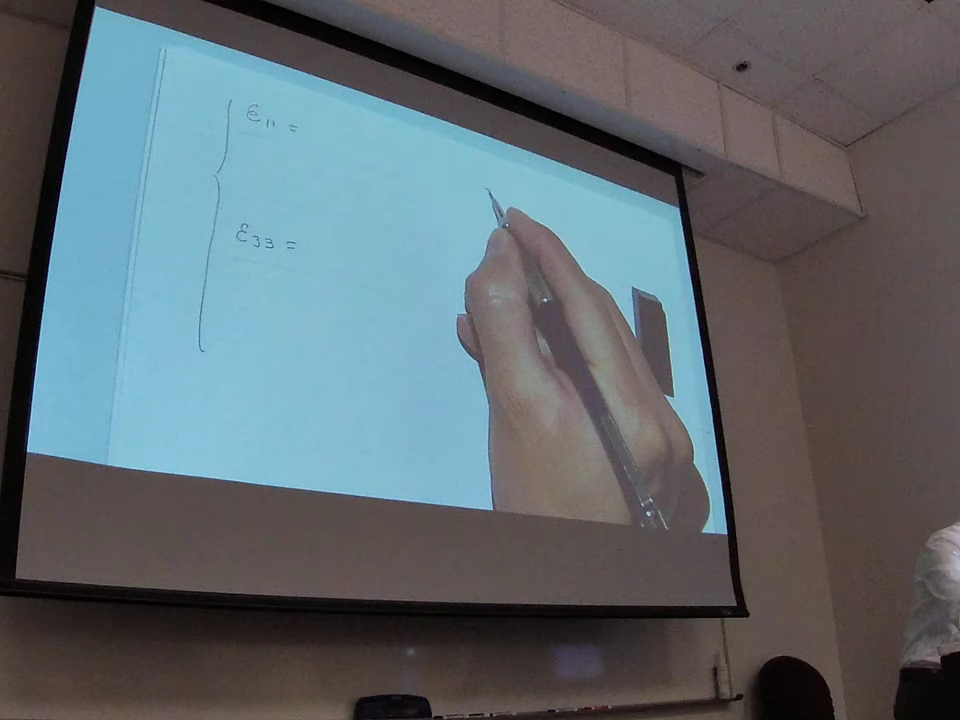 ε₁₁ =
ε₃₃ =